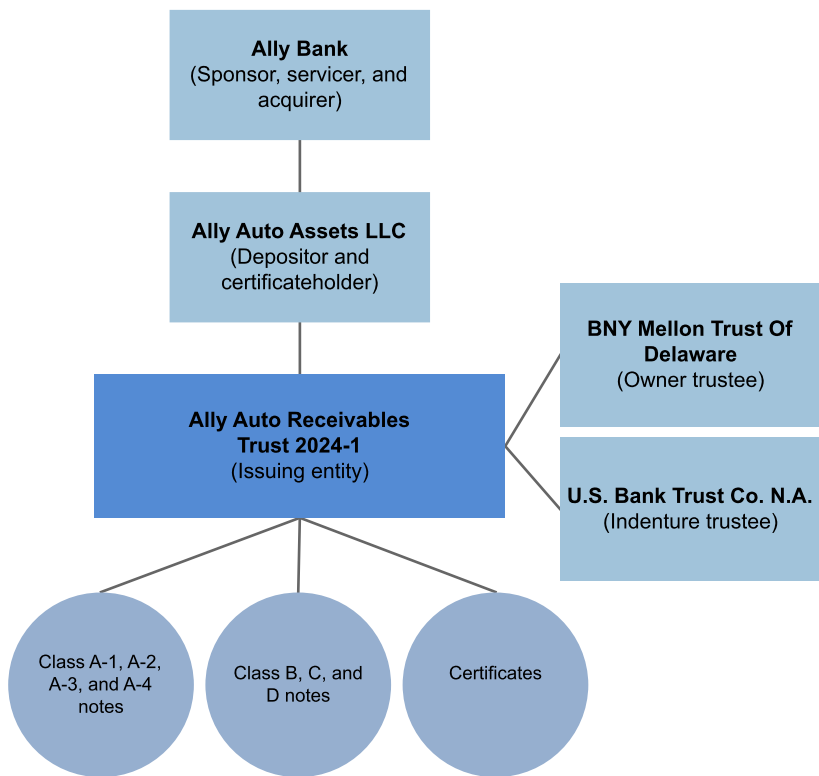 Ally Bank
(Sponsor, servicer, and
acquirer)
Ally Auto Assets LLC
(Depositor and
certificateholder)
BNY Mellon Trust Of
Delaware
(Owner trustee)
Ally Auto Receivables
Trust 2024-1
(Issuing entity)
U.S. Bank Trust Co. N.A.
(Indenture trustee)
Class A-1, A-2,
A-3, and A-4
notes
Class B, C, and
D notes
Certificates